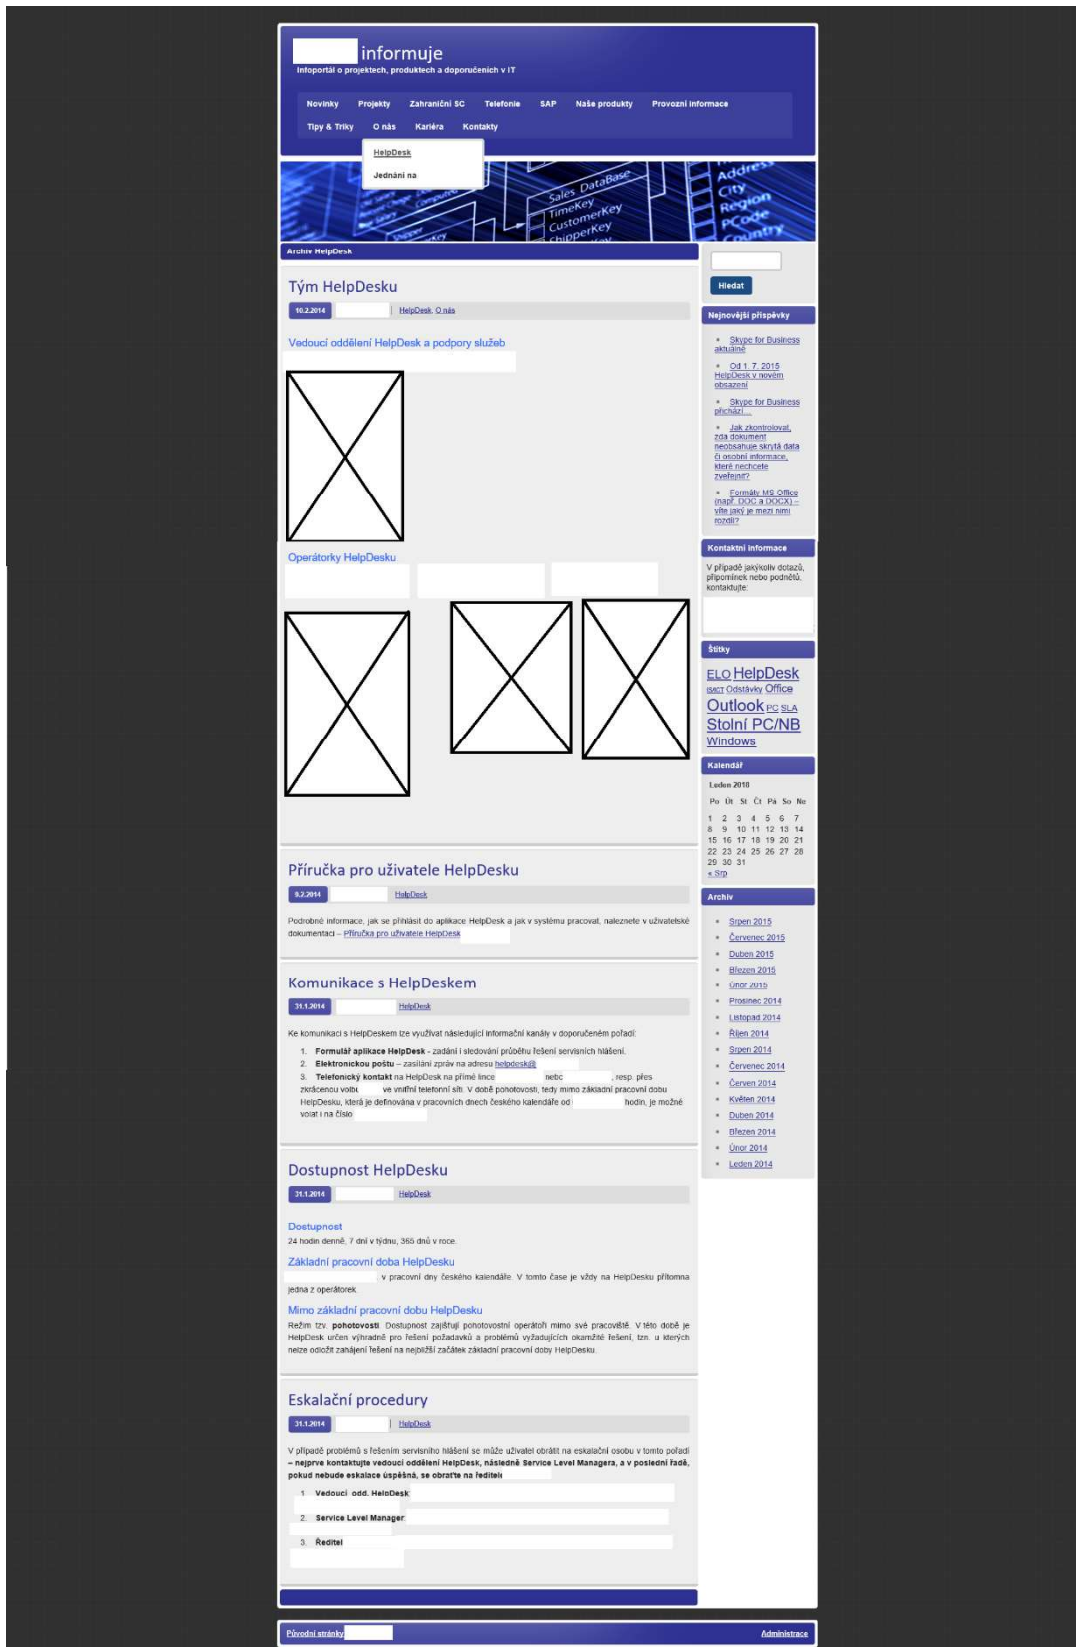 informuje
Infoportál o projektech, produktech a doporučeních v IT
Novinky Projekty Zahraniční SC Telefonie SAP Naše produkty Provozní informace
Tipy & Triky O nás Kariéra Kontakty
HelpDesk
Jednání na
Sales DataBase
TimeKey
CustomerKey
ShipperKey
Address
City
Region
PCode
Country
Archiv HelpDesk
Tým HelpDesku
10.2.2014 | HelpDesk, O nás
Vedoucí oddělení HelpDesk a podpory služeb
Operátorky HelpDesku
Příručka pro uživatele HelpDesku
9.2.2014 HelpDesk
Podrobné informace, jak se přihlásit do aplikace HelpDesk a jak v systému pracovat, naleznete v uživatelské
dokumentaci – Příručka pro uživatele HelpDesk
Komunikace s HelpDeskem
31.1.2014 HelpDesk
Ke komunikaci s HelpDeskem lze využívat následující informační kanály v doporučeném pořadí:
1. Formulář aplikace HelpDesk - zadání i sledování průběhu řešení servisních hlášení.
2. Elektronickou poštu – zasílání zpráv na adresu helpdesk@
3. Telefonický kontakt na HelpDesk na přímé lince nebo , resp. přes
zkrácenou volbu ve vnitřní telefonní síti. V době pohotovosti, tedy mimo základní pracovní dobu
HelpDesku, která je definována v pracovních dnech českého kalendáře od hodin, je možné
volat i na číslo
Dostupnost HelpDesku
31.1.2014 HelpDesk
Dostupnost
24 hodin denně, 7 dní v týdnu, 365 dnů v roce.
Základní pracovní doba HelpDesku
v pracovní dny českého kalendáře. V tomto čase je vždy na HelpDesku přítomna
jedna z operátorek.
Mimo základní pracovní dobu HelpDesku
Režim tzv. pohotovosti. Dostupnost zajišťují pohotovostní operátoři mimo své pracoviště. V této době je
HelpDesk určen výhradně pro řešení požadavků a problémů vyžadujících okamžité řešení, tzn. u kterých
nelze odložit zahájení řešení na nejbližší začátek základní pracovní doby HelpDesku.
Eskalační procedury
31.1.2014 | HelpDesk
V případě problémů s řešením servisního hlášení se může uživatel obrátit na eskalační osobu v tomto pořadí
– nejprve kontaktujte vedoucí oddělení HelpDesk, následně Service Level Managera, a v poslední řadě,
pokud nebude eskalace úspěšná, se obraťte na ředitele
1. Vedoucí odd. HelpDesk
2. Service Level Manager
3. Ředitel
Hledat
Nejnovější příspěvky
Skype for Business
aktuálně
Od 1. 7. 2015
HelpDesk v novém
obsazení
Skype for Business
přichází…
Jak zkontrolovat,
zda dokument
neobsahuje skrytá data
či osobní informace,
které nechcete
zveřejnit?
Formáty MS Office
(např. DOC a DOCX) –
víte jaký je mezi nimi
rozdíl?
Kontaktní informace
V případě jakýkoliv dotazů,
připomínek nebo podnětů,
kontaktujte:
Štítky
ELO HelpDesk
Odstávky Office
Outlook PC SLA
Stolní PC/NB
Windows
Kalendář
Leden 2018
Po Út St Čt Pá So Ne
1 2 3 4 5 6 7
8 9 10 11 12 13 14
15 16 17 18 19 20 21
22 23 24 25 26 27 28
29 30 31
« Srp
Archiv
Srpen 2015
Červenec 2015
Duben 2015
Březen 2015
Únor 2015
Prosinec 2014
Listopad 2014
Říjen 2014
Srpen 2014
Červenec 2014
Červen 2014
Květen 2014
Duben 2014
Březen 2014
Únor 2014
Leden 2014
Původní stránky
Administrace